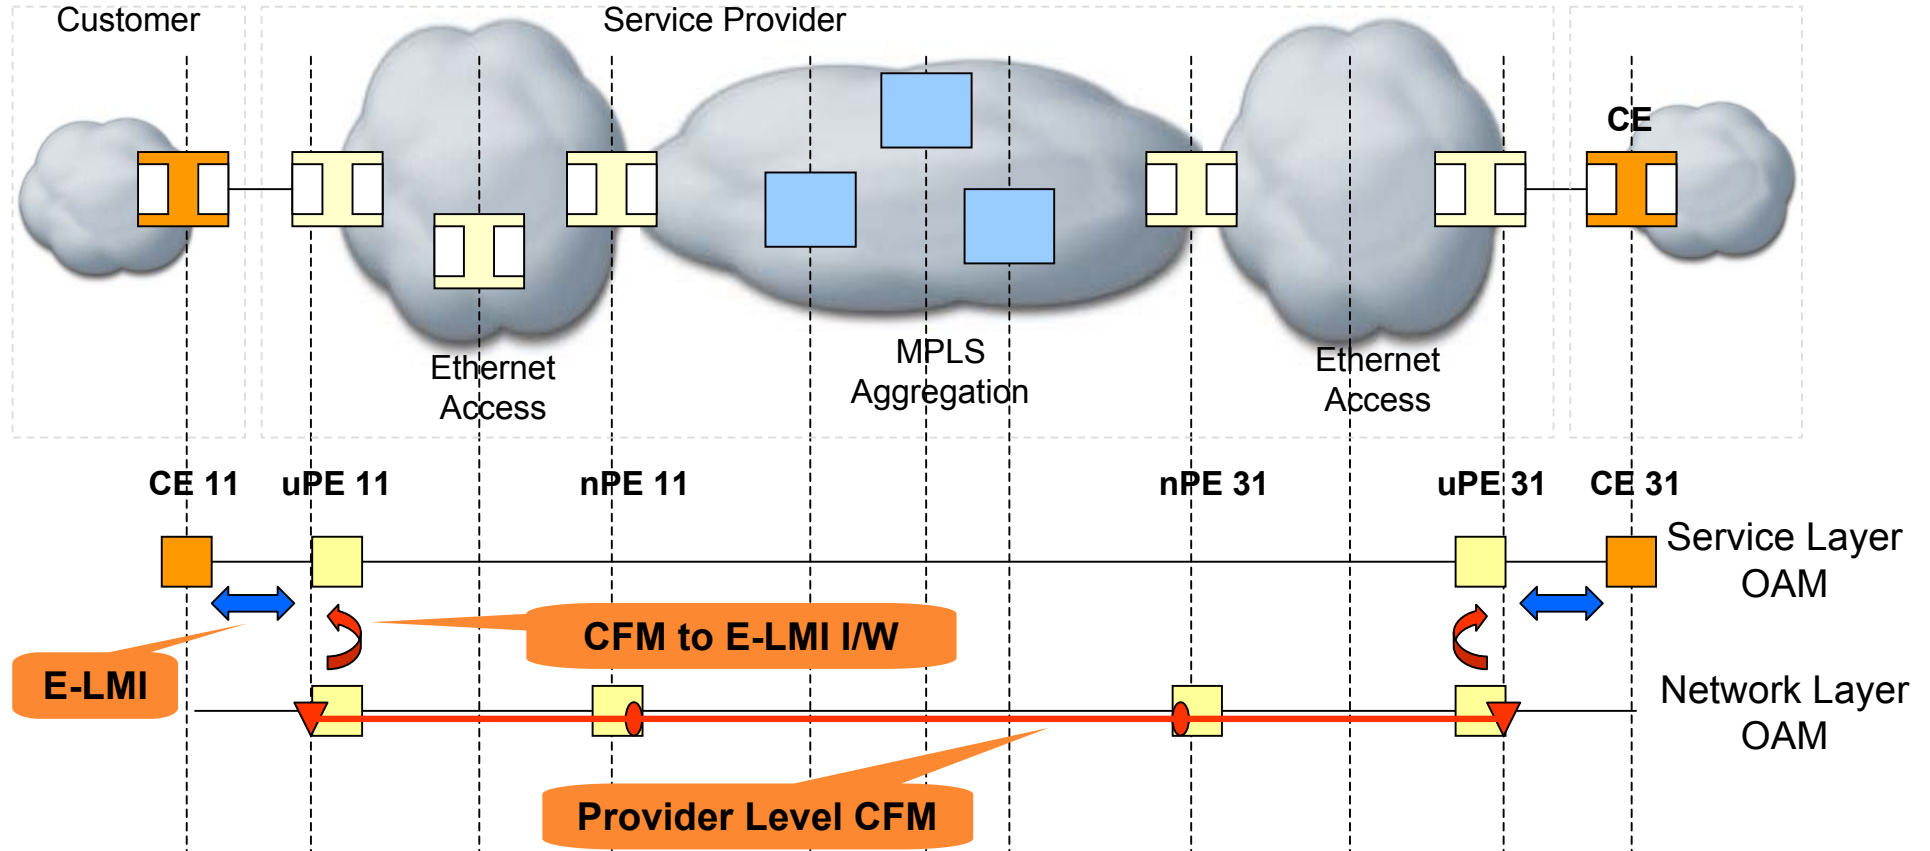 Customer
Service Provider
CE
Ethernet
Access
MPLS
Aggregation
Ethernet
Access
CE 11
uPE 11
nPE 11
nPE 31
uPE 31
CE 31
Service Layer
OAM
CFM to E-LMI I/W
E-LMI
Network Layer
OAM
Provider Level CFM